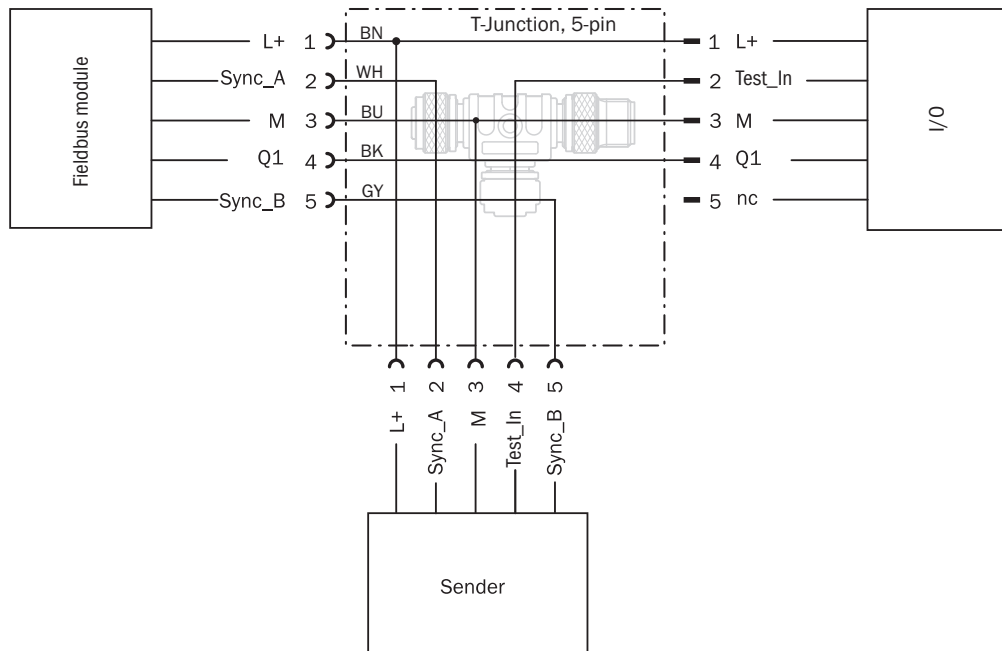 T-Junction, 5-pin
Fieldbus module
L+ 1 BN
Sync_A 2 WH
M 3 BU
Q1 4 BK
Sync_B 5 GY
1 L+
2 Test_In
3 M
4 Q1
5 nc
I/O
1 2 3 4 5
L+ Sync_A M Test_In Sync_B
Sender